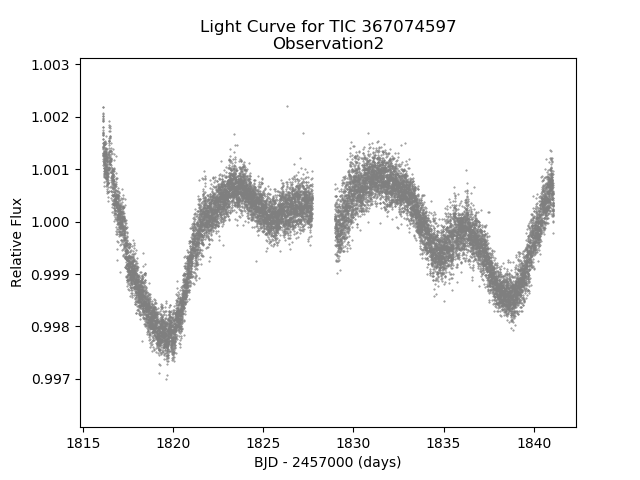 Light Curve for TIC 367074597
Observation2
1.003
1.002
1.001
1.000
0.999
0.998
0.997
Relative Flux
1815 1820 1825 1830 1835 1840
BJD - 2457000 (days)